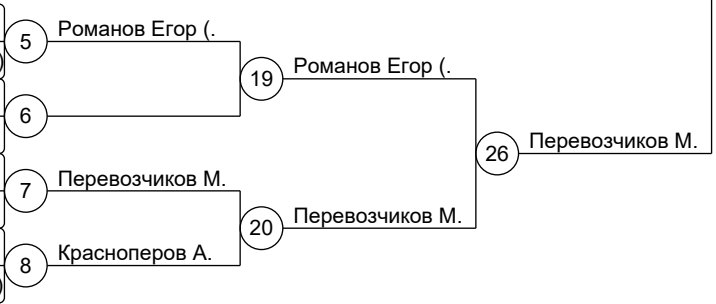 5 Романов Егор (.
19 Романов Егор (.
6
26 Перевозчиков М.
7 Перевозчиков М.
20 Перевозчиков М.
8 Красноперов А.